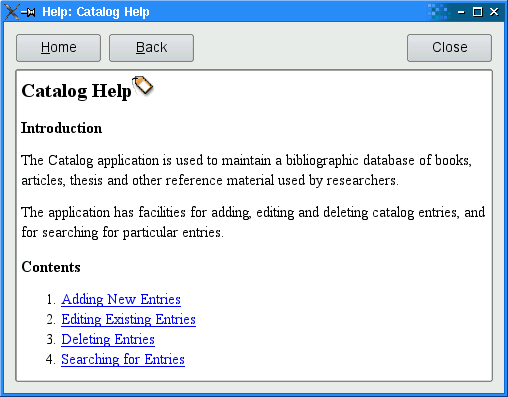 Help: Catalog Help
Home Back Close
Catalog Help
Introduction
The Catalog application is used to maintain a bibliographic database of books,
articles, thesis and other reference material used by researchers.
The application has facilities for adding, editing and deleting catalog entries, and
for searching for particular entries.
Contents
1. Adding New Entries
2. Editing Existing Entries
3. Deleting Entries
4. Searching for Entries